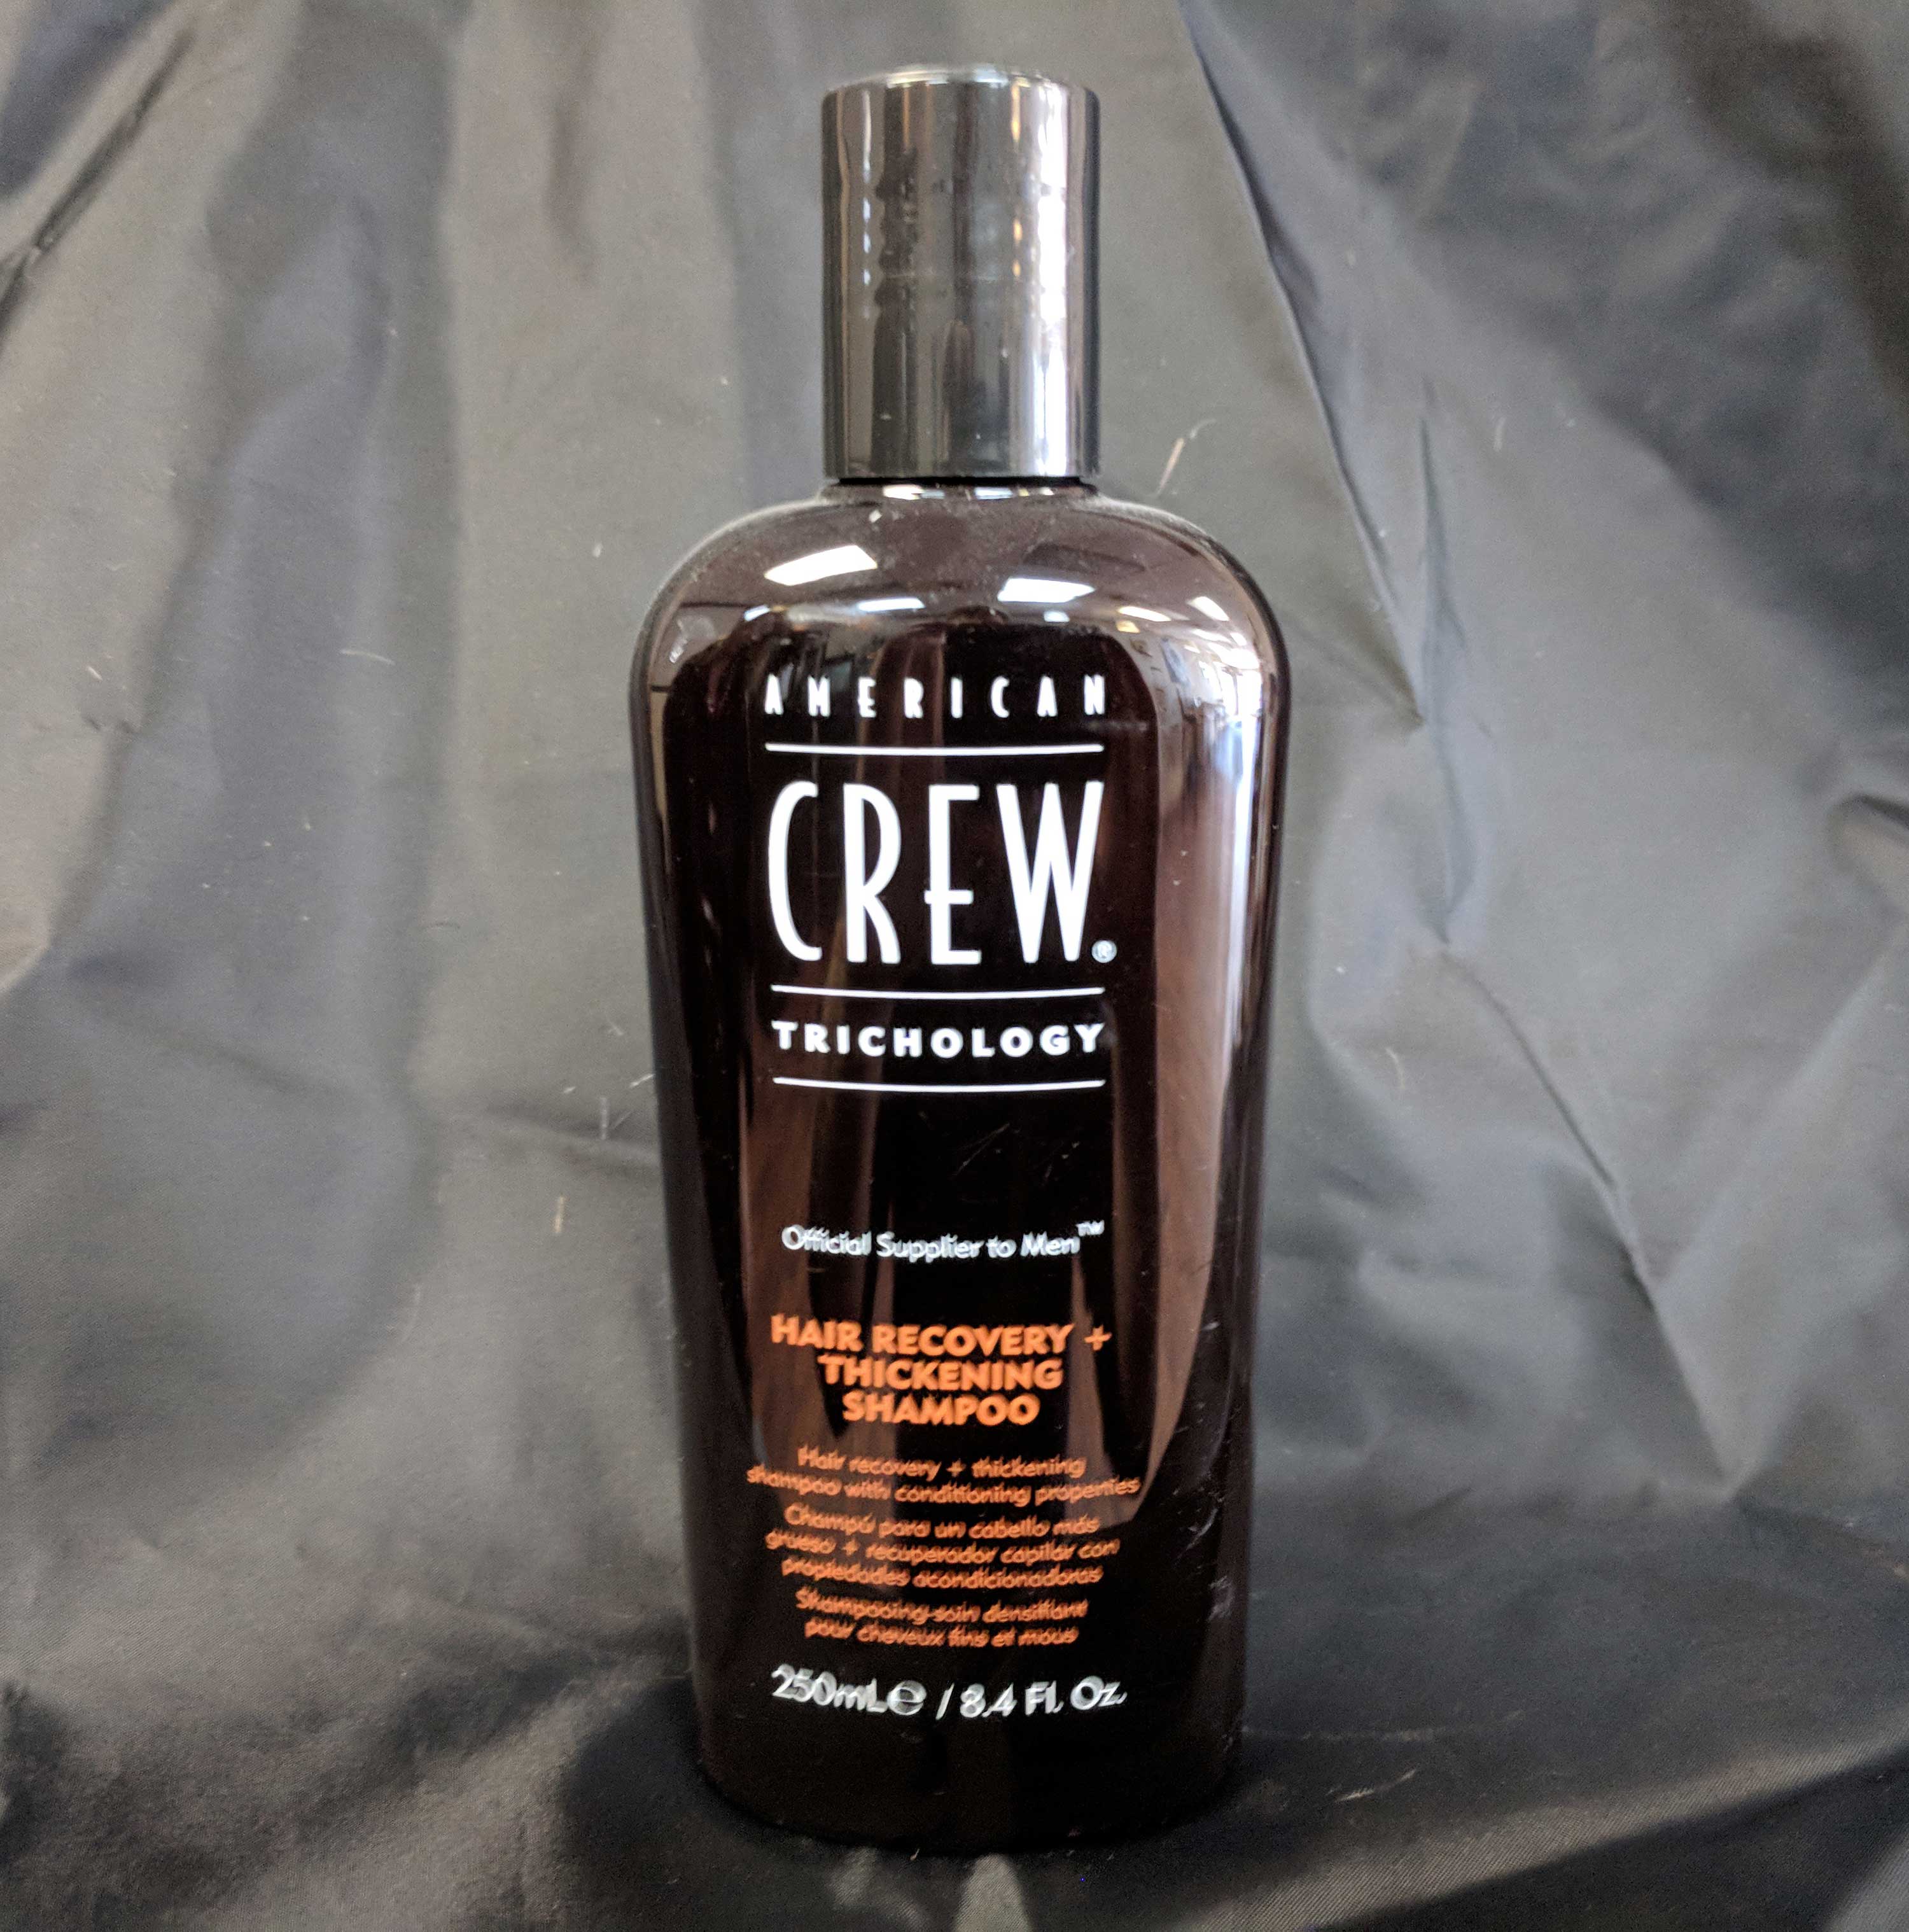 AMERICAN
CREW®
TRICHOLOGY
Official Supplier to Men™
HAIR RECOVERY +
THICKENING
SHAMPOO
Hair recovery + thickening
shampoo with conditioning properties
Champú para un cabello más
grueso + recuperador capilar con
propiedades acondicionadoras
Shampooing-soin densifiant
pour cheveux fins et mous
250mL℮ / 8.4 Fl. Oz.